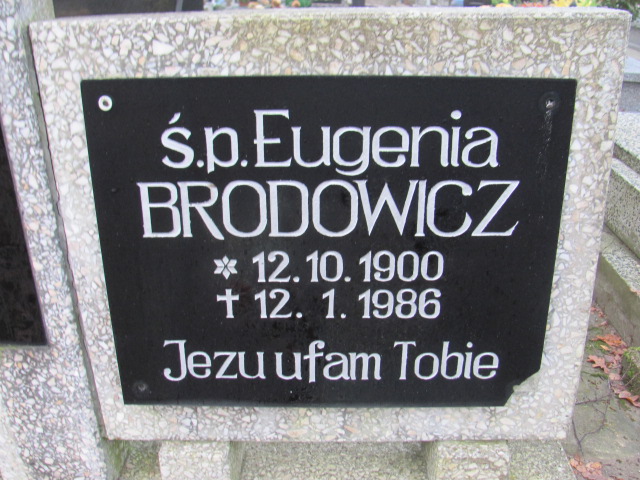 ś.p. Eugenia
BRODOWICZ
* 12.10.1900
† 12.1.1986
Jezu ufam Tobie